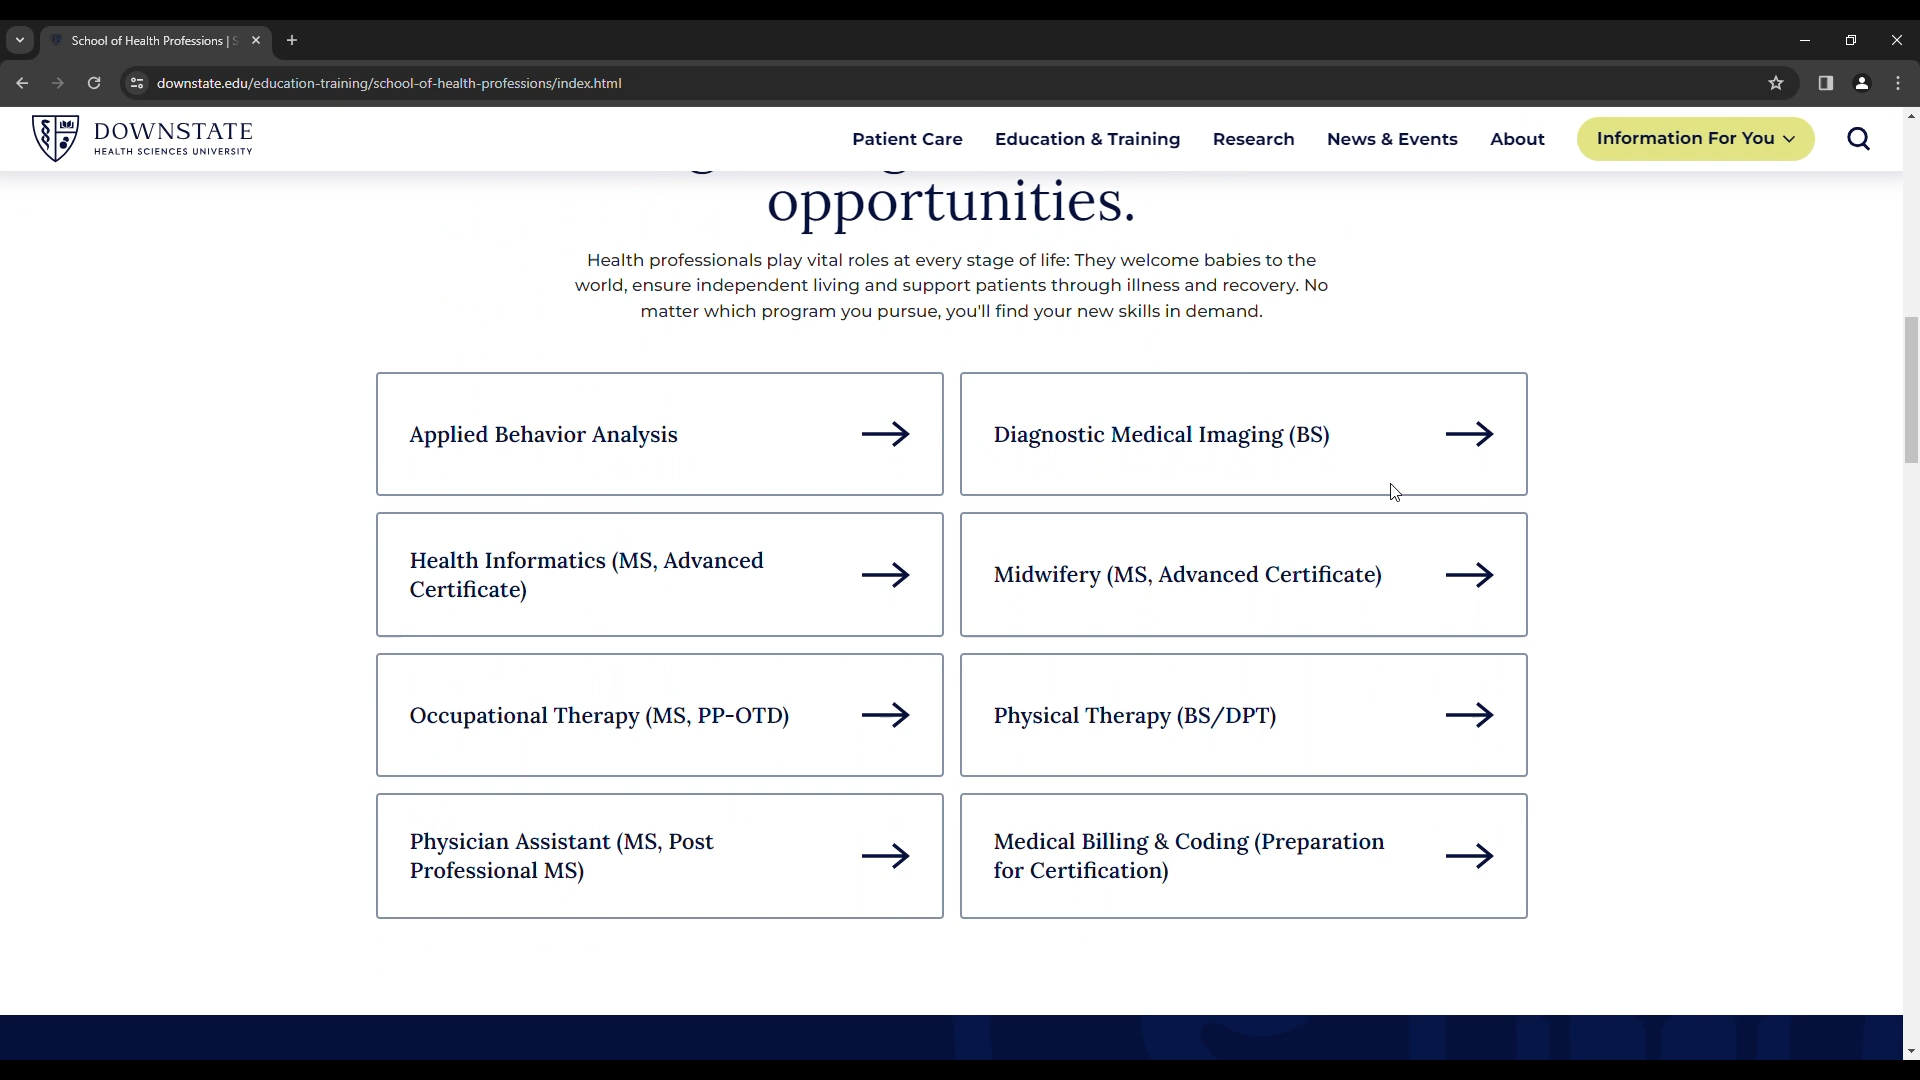 School of Health Professions | S
downstate.edu/education-training/school-of-health-professions/index.html
DOWNSTATE
HEALTH SCIENCES UNIVERSITY
Patient Care
Education & Training
Research
News & Events
About
Information For You
opportunities.
Health professionals play vital roles at every stage of life: They welcome babies to the
world, ensure independent living and support patients through illness and recovery. No
matter which program you pursue, you'll find your new skills in demand.
Applied Behavior Analysis
Diagnostic Medical Imaging (BS)
Health Informatics (MS, Advanced
Certificate)
Midwifery (MS, Advanced Certificate)
Occupational Therapy (MS, PP-OTD)
Physical Therapy (BS/DPT)
Physician Assistant (MS, Post
Professional MS)
Medical Billing & Coding (Preparation
for Certification)